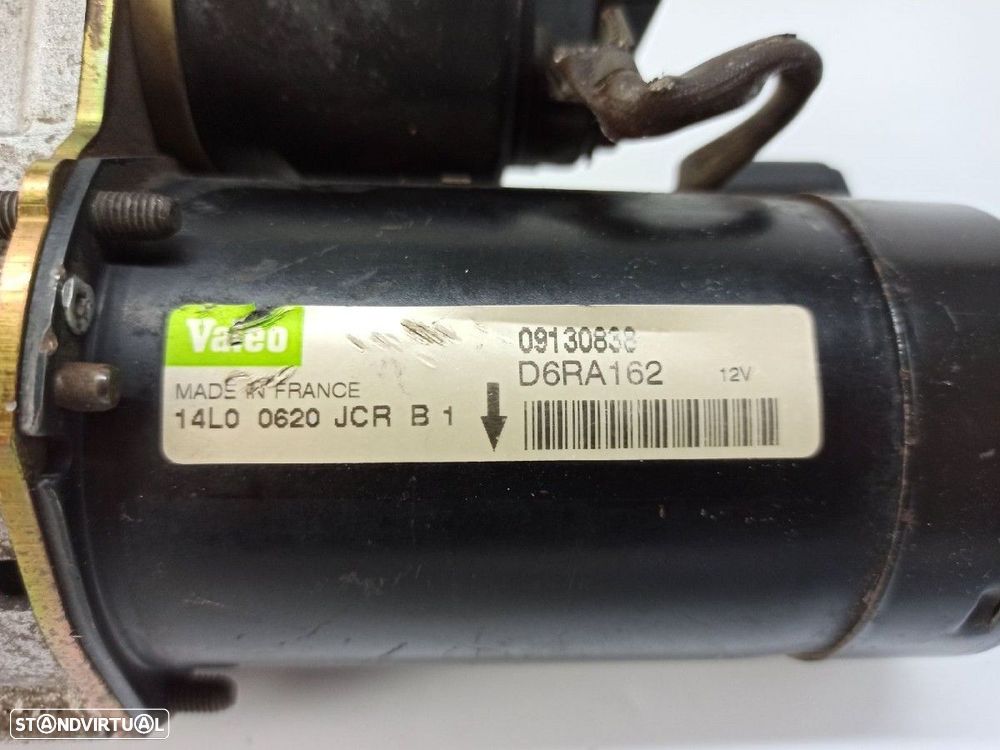 Valeo
MADE IN FRANCE
14L0 0620 JCR B 1
09130838
D6RA162 12V
STANDVIRTUAL